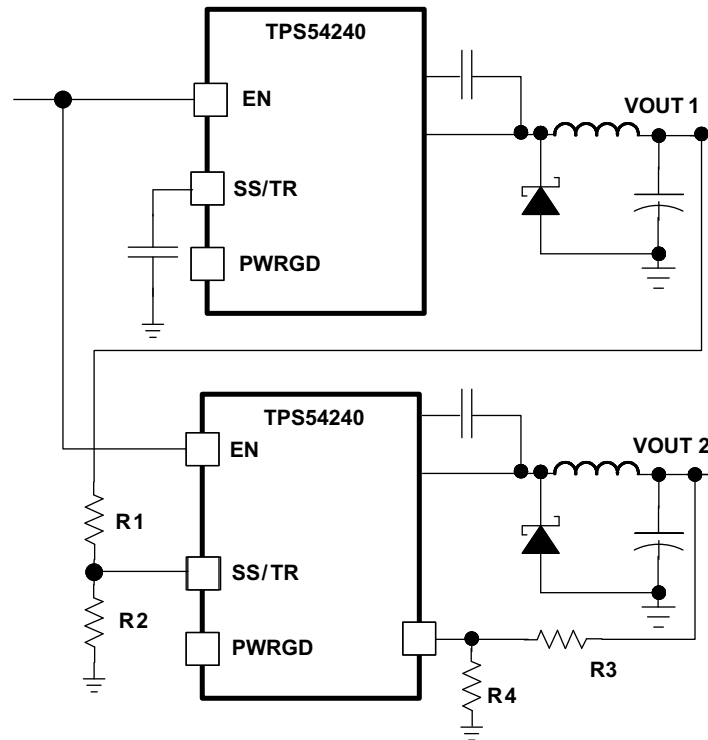 TPS54240
EN
VOUT 1
SS/TR
PWRGD
TPS54240
EN
VOUT 2
R1
SS/TR
R2
PWRGD
R3
R4